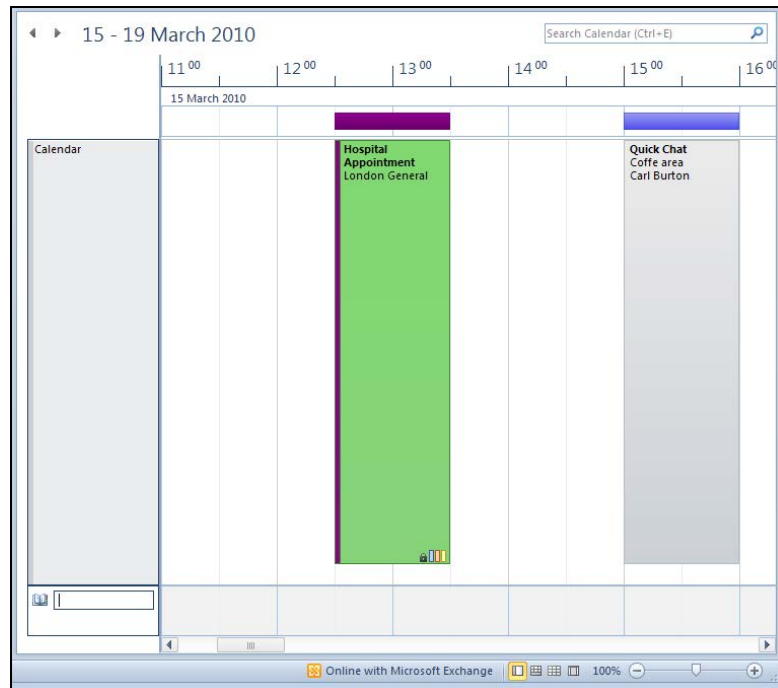 15 - 19 March 2010
Search Calendar (Ctrl+E)
11 00 12 00 13 00 14 00 15 00 16 00
15 March 2010
Calendar
Hospital
Appointment
London General
Quick Chat
Coffe area
Carl Burton
Online with Microsoft Exchange 100%